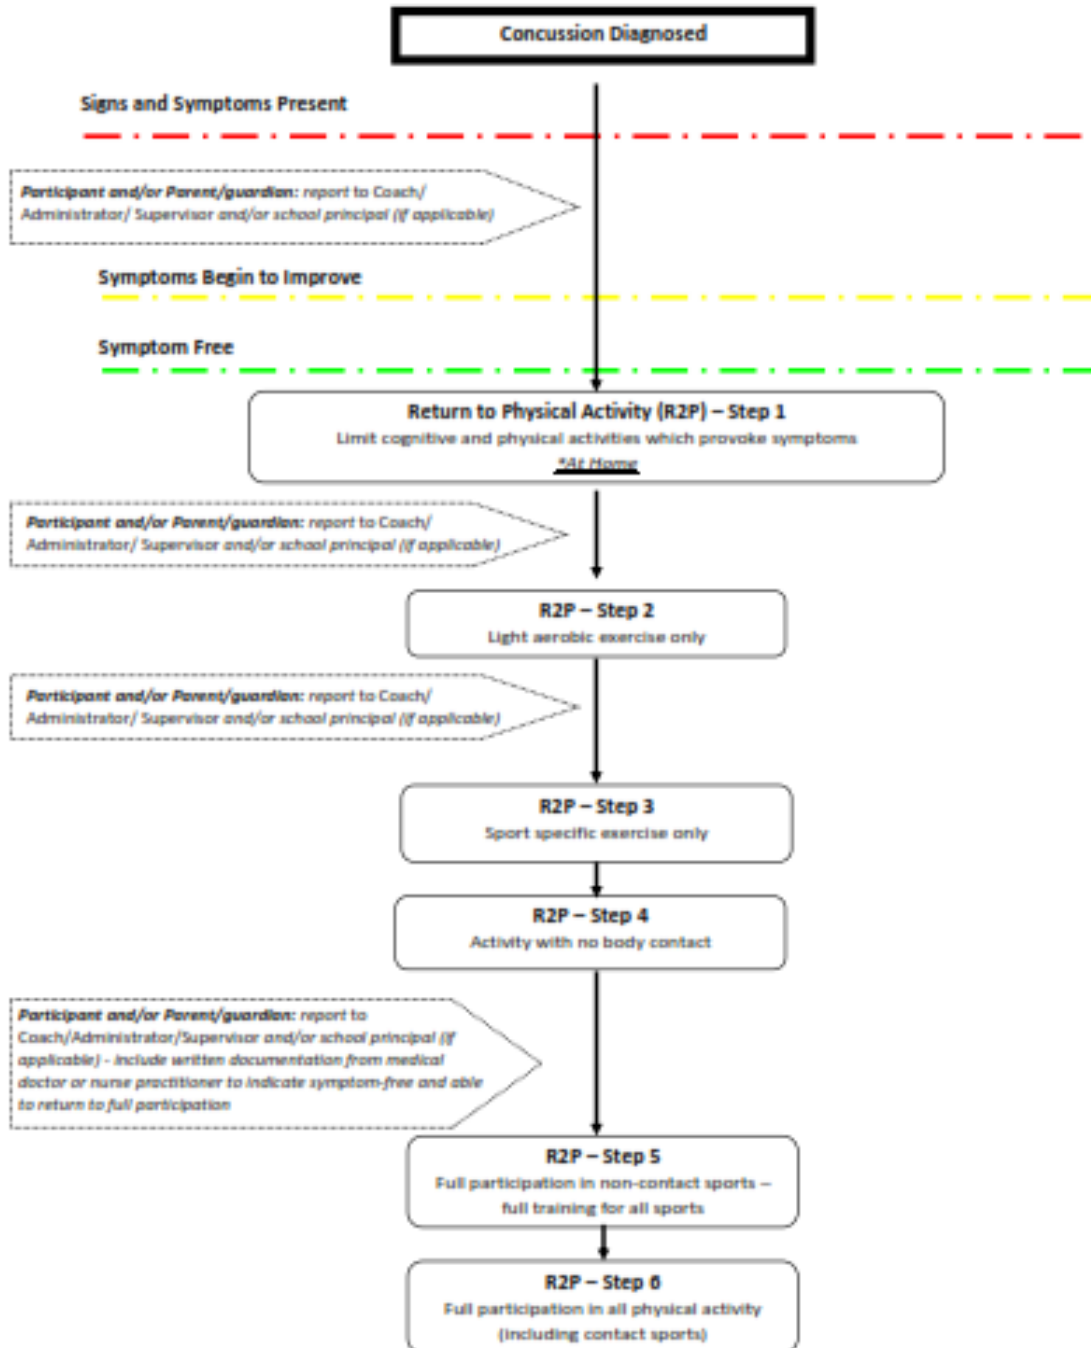 Concussion Diagnosed
Signs and Symptoms Present
Participant and/or Parent/guardian: report to Coach/
Administrator/ Supervisor and/or school principal (if applicable)
Symptoms Begin to Improve
Symptom Free
Return to Physical Activity (R2P) – Step 1
Limit cognitive and physical activities which provoke symptoms
*At Home
Participant and/or Parent/guardian: report to Coach/
Administrator/ Supervisor and/or school principal (if applicable)
R2P – Step 2
Light aerobic exercise only
Participant and/or Parent/guardian: report to Coach/
Administrator/ Supervisor and/or school principal (if applicable)
R2P – Step 3
Sport specific exercise only
R2P – Step 4
Activity with no body contact
Participant and/or Parent/guardian: report to
Coach/Administrator/Supervisor and/or school principal (if
applicable) - include written documentation from medical
doctor or nurse practitioner to indicate symptom-free and able
to return to full participation
R2P – Step 5
Full participation in non-contact sports –
full training for all sports
R2P – Step 6
Full participation in all physical activity
(including contact sports)